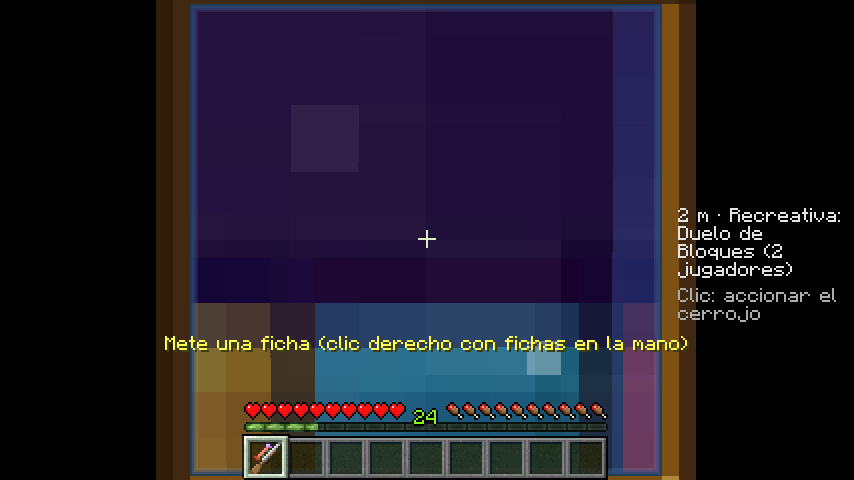 2 m · Recreativa:
Duelo de
Bloques (2
jugadores)
Clic: accionar el
cerrojo
Mete una ficha (clic derecho con fichas en la mano)
24